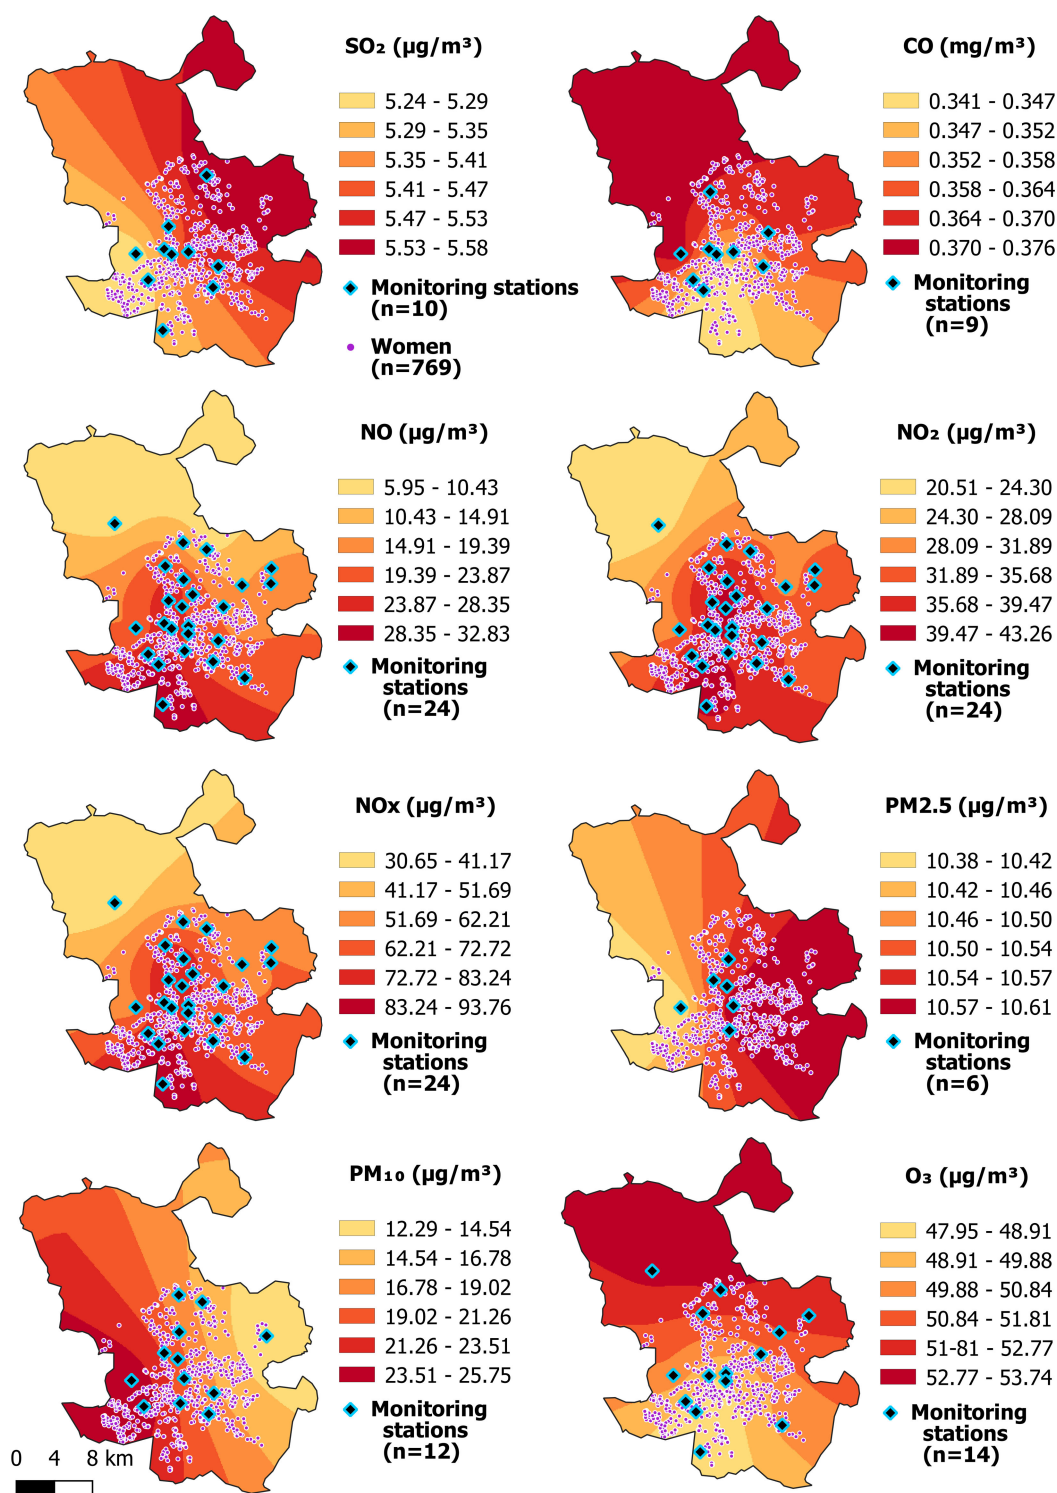 SO₂ (µg/m³)
5.24 - 5.29
5.29 - 5.35
5.35 - 5.41
5.41 - 5.47
5.47 - 5.53
5.53 - 5.58
Monitoring stations
(n=10)
Women
(n=769)
CO (mg/m³)
0.341 - 0.347
0.347 - 0.352
0.352 - 0.358
0.358 - 0.364
0.364 - 0.370
0.370 - 0.376
Monitoring
stations
(n=9)
NO (µg/m³)
5.95 - 10.43
10.43 - 14.91
14.91 - 19.39
19.39 - 23.87
23.87 - 28.35
28.35 - 32.83
Monitoring
stations
(n=24)
NO₂ (µg/m³)
20.51 - 24.30
24.30 - 28.09
28.09 - 31.89
31.89 - 35.68
35.68 - 39.47
39.47 - 43.26
Monitoring
stations
(n=24)
NOx (µg/m³)
30.65 - 41.17
41.17 - 51.69
51.69 - 62.21
62.21 - 72.72
72.72 - 83.24
83.24 - 93.76
Monitoring
stations
(n=24)
PM2.5 (µg/m³)
10.38 - 10.42
10.42 - 10.46
10.46 - 10.50
10.50 - 10.54
10.54 - 10.57
10.57 - 10.61
Monitoring
stations
(n=6)
PM₁₀ (µg/m³)
12.29 - 14.54
14.54 - 16.78
16.78 - 19.02
19.02 - 21.26
21.26 - 23.51
23.51 - 25.75
Monitoring
stations
(n=12)
0 4 8 km
O₃ (µg/m³)
47.95 - 48.91
48.91 - 49.88
49.88 - 50.84
50.84 - 51.81
51-81 - 52.77
52.77 - 53.74
Monitoring
stations
(n=14)